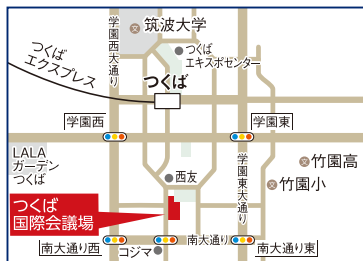 学園西大通り
文 筑波大学
つくば
エクスプレス
つくば
エキスポセンター
つくば
学園西
学園東
LALA
ガーデン
つくば
西友
学園東大通り
文 竹園高
文 竹園小
つくば
国際会議場
南大通り西
コジマ
南大通り
南大通り東